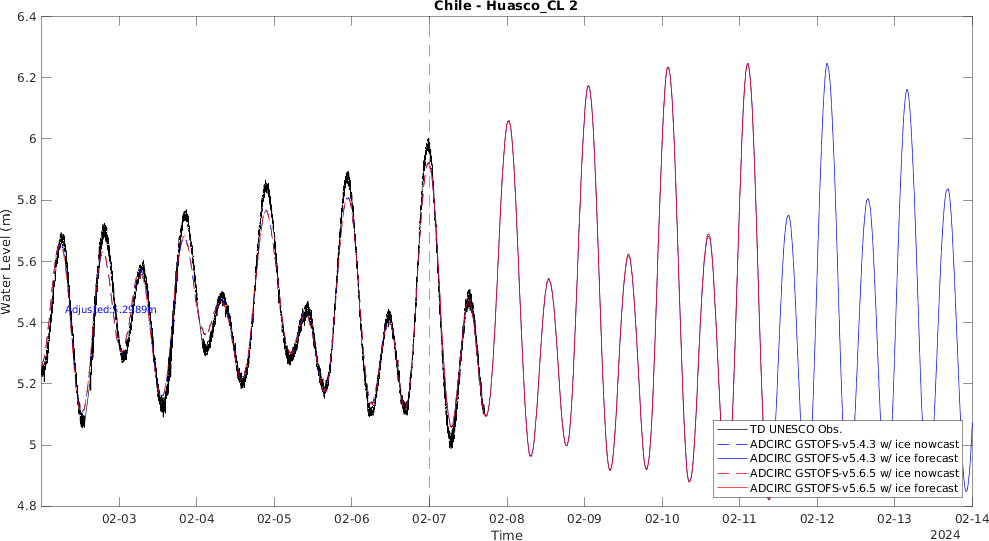 Chile - Huasco_CL 2
6.4
6.2
6
5.8
5.6
5.4
5.2
5
4.8
Water Level (m)
Adjusted:5.2989m
TD UNESCO Obs.
ADCIRC GSTOFS-v5.4.3 w/ ice nowcast
ADCIRC GSTOFS-v5.4.3 w/ ice forecast
ADCIRC GSTOFS-v5.6.5 w/ ice nowcast
ADCIRC GSTOFS-v5.6.5 w/ ice forecast
02-03 02-04 02-05 02-06 02-07 02-08 02-09 02-10 02-11 02-12 02-13 02-14
Time
2024